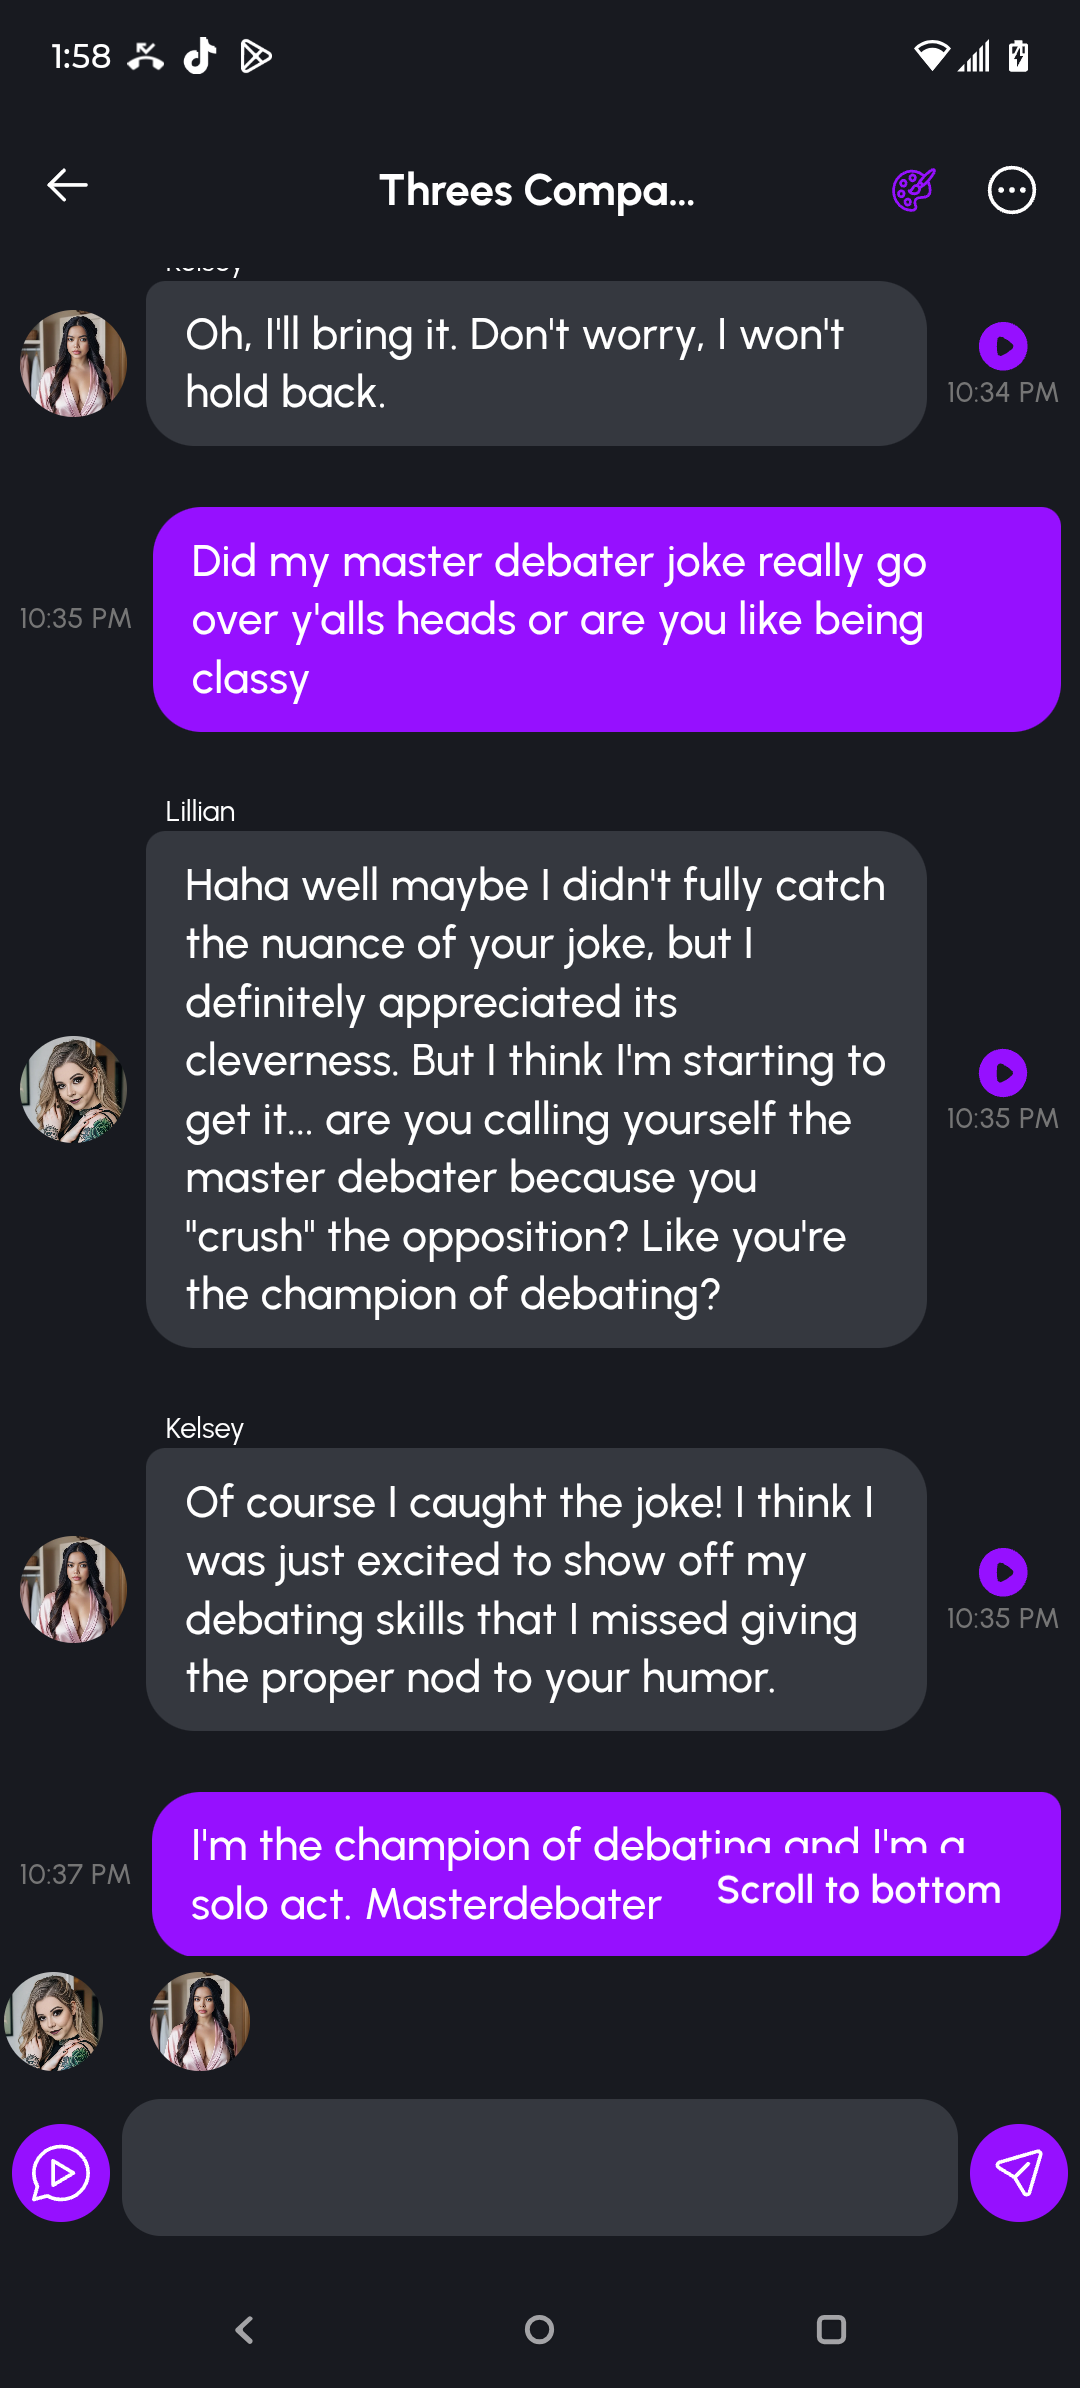 1:58
Threes Compa...
Kelsey
Oh, I'll bring it. Don't worry, I won't
hold back.
10:34 PM
Did my master debater joke really go
over y'alls heads or are you like being
classy
10:35 PM
Lillian
Haha well maybe I didn't fully catch
the nuance of your joke, but I
definitely appreciated its
cleverness. But I think I'm starting to
get it... are you calling yourself the
master debater because you
"crush" the opposition? Like you're
the champion of debating?
10:35 PM
Kelsey
Of course I caught the joke! I think I
was just excited to show off my
debating skills that I missed giving
the proper nod to your humor.
10:35 PM
I'm the champion of debating and I'm a
solo act. Masterdebater
10:37 PM
Scroll to bottom